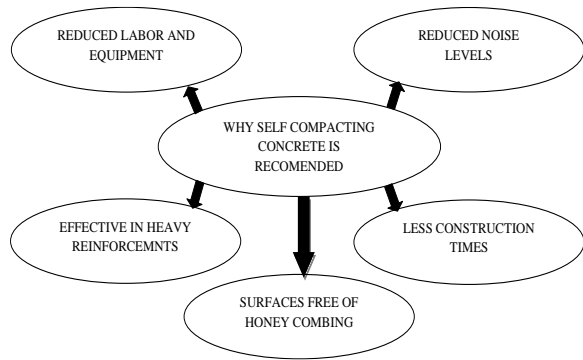 REDUCED LABOR AND
EQUIPMENT
REDUCED NOISE
LEVELS
WHY SELF COMPACTING
CONCRETE IS
RECOMENDED
EFFECTIVE IN HEAVY
REINFORCEMNTS
LESS CONSTRUCTION
TIMES
SURFACES FREE OF
HONEY COMBING